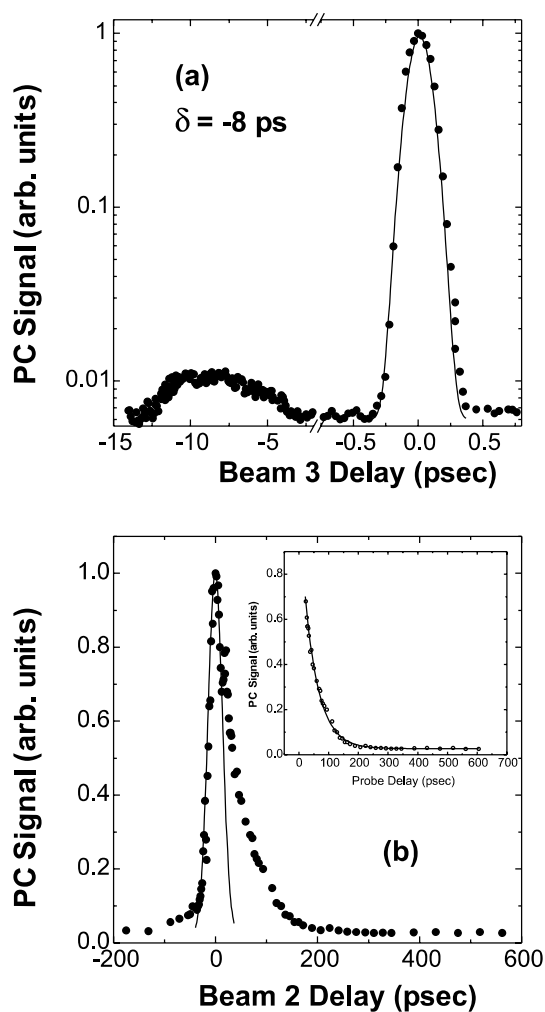 1
(a)
δ = -8 ps
0.1
0.01
PC Signal (arb. units)
-15 -10 -5 -0.5 0.0 0.5
Beam 3 Delay (psec)
1.0
0.8
0.6
0.4
0.2
0.0
PC Signal (arb. units)
0.8
0.6
0.4
0.2
0.0
PC Signal (arb. units)
0 100 200 300 400 500 600 700
Probe Delay (psec)
(b)
-200 0 200 400 600
Beam 2 Delay (psec)